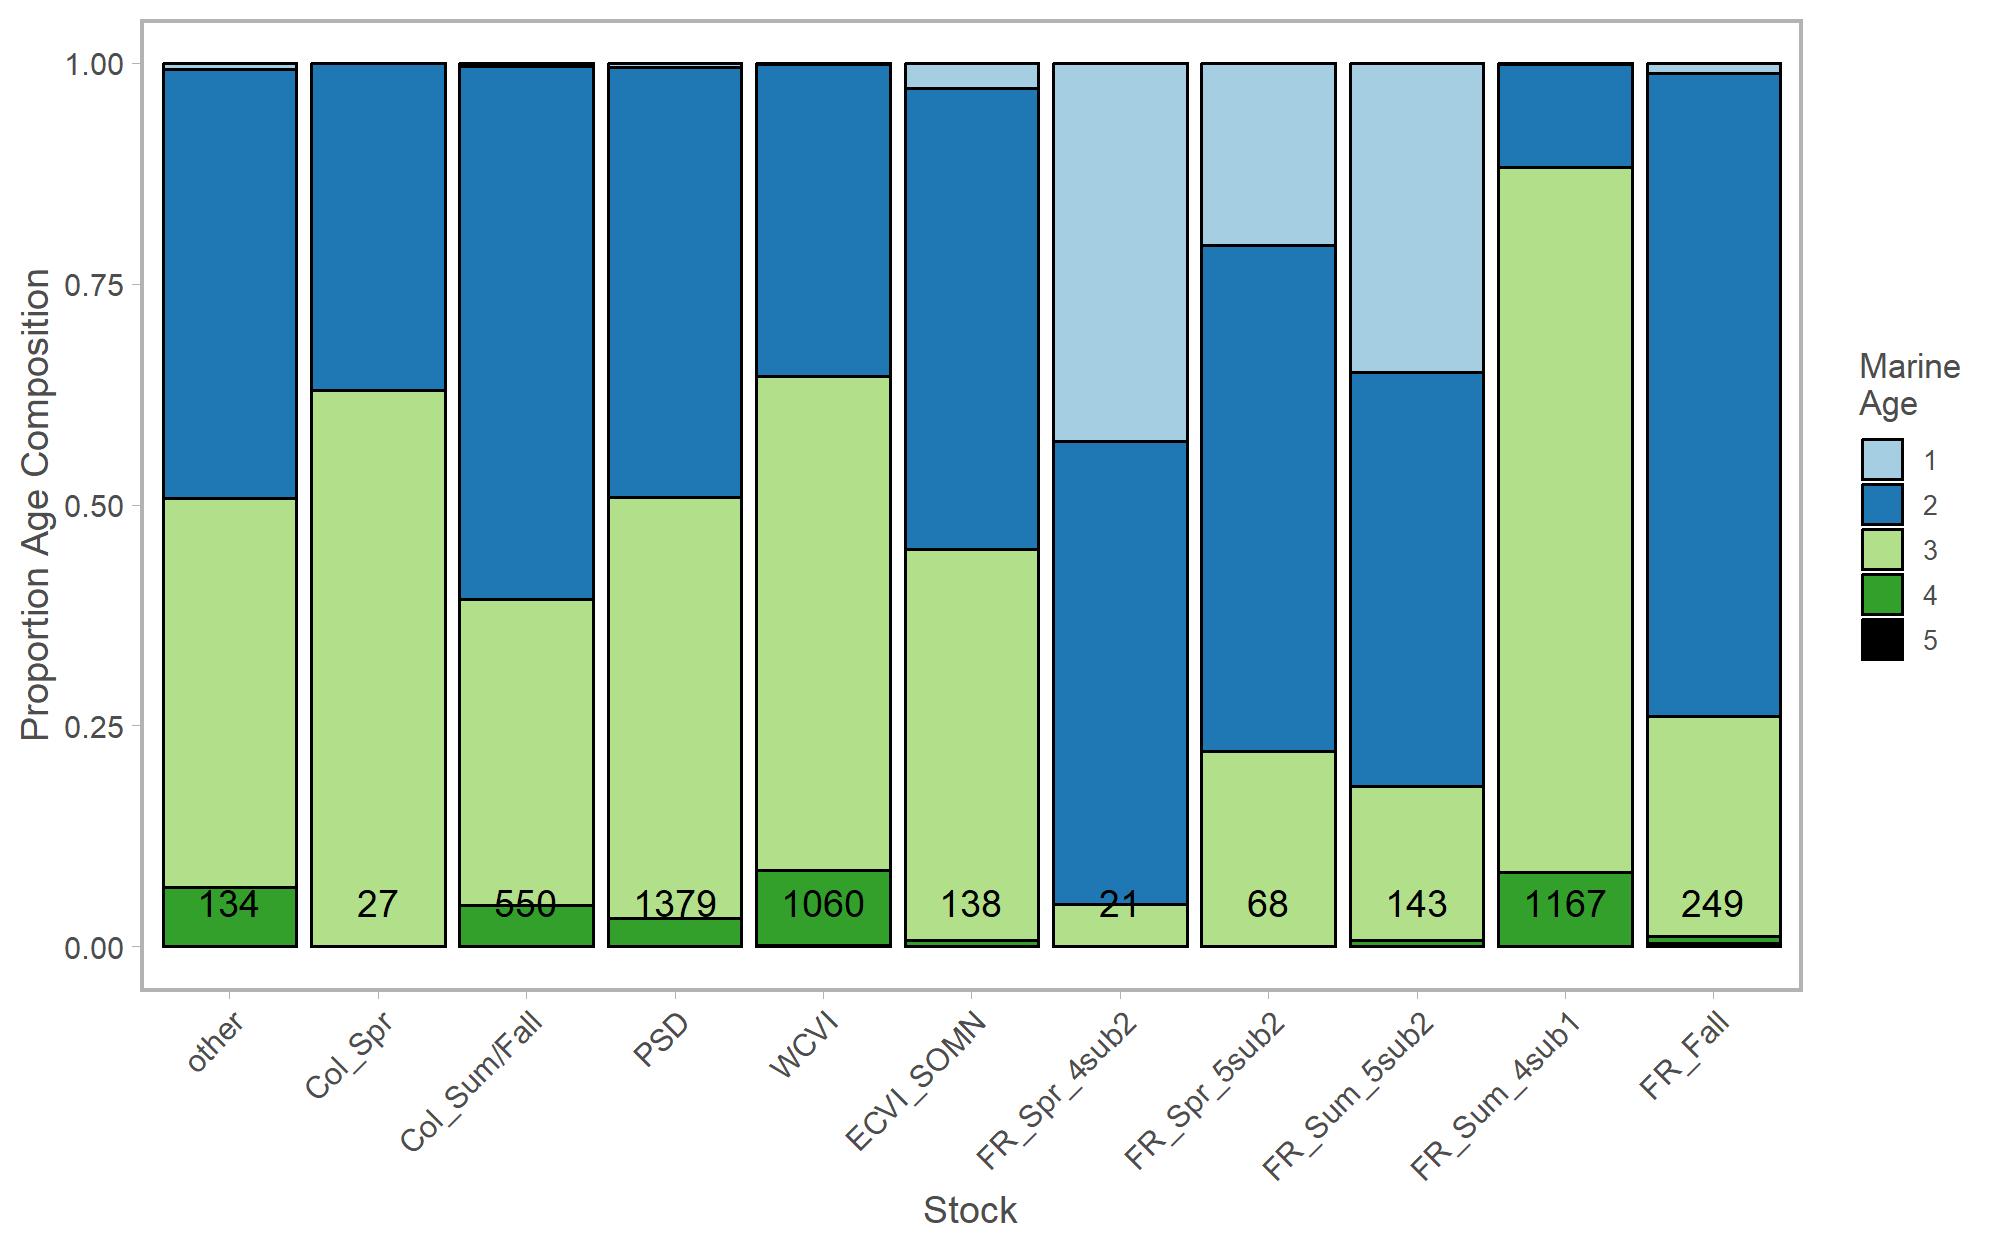 1.00
0.75
0.50
0.25
0.00
Proportion Age Composition
134 27 550 1379 1060 138 21 68 143 1167 249
other Col_Spr Col_Sum/Fall PSD WCVI ECVI_SOMN FR_Spr_4sub2 FR_Spr_5sub2 FR_Sum_5sub2 FR_Sum_4sub1 FR_Fall
Stock
Marine
Age
1
2
3
4
5